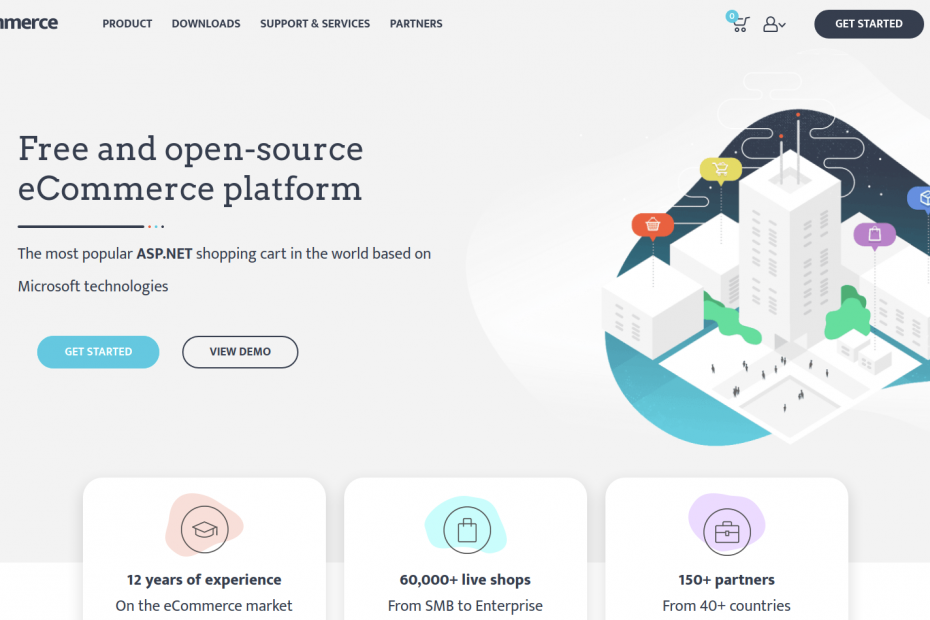 mmerce
PRODUCT DOWNLOADS SUPPORT & SERVICES PARTNERS
0
GET STARTED
Free and open-source
eCommerce platform
The most popular ASP.NET shopping cart in the world based on
Microsoft technologies
GET STARTED VIEW DEMO
12 years of experience
On the eCommerce market
60,000+ live shops
From SMB to Enterprise
150+ partners
From 40+ countries